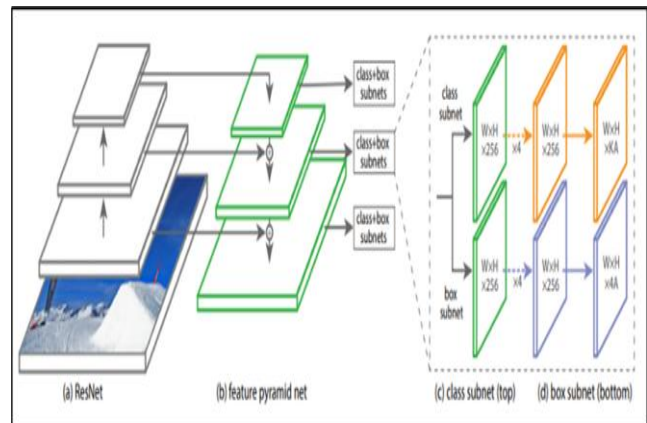 class+box
subnets
class+box
subnets
class+box
subnets
class
subnet
box
subnet
W×H
×256
×4
W×H
×256
W×H
×KA
W×H
×256
×4
W×H
×256
W×H
×4A
(a) ResNet
(b) feature pyramid net
(c) class subnet (top)
(d) box subnet (bottom)